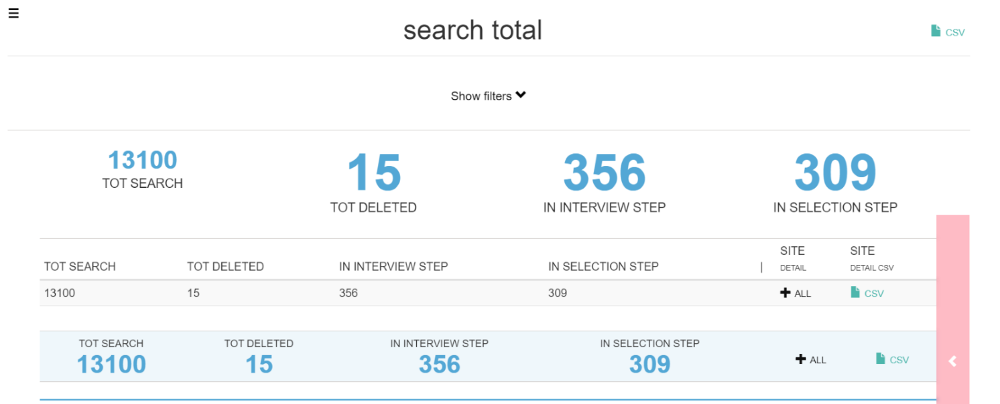 search total
CSV
Show filters
13100 15 356 309
TOT SEARCH TOT DELETED IN INTERVIEW STEP IN SELECTION STEP
TOT SEARCH TOT DELETED IN INTERVIEW STEP IN SELECTION STEP | SITE DETAIL SITE DETAIL CSV
13100 15 356 309 ALL CSV
TOT SEARCH TOT DELETED IN INTERVIEW STEP IN SELECTION STEP
13100 15 356 309 ALL CSV